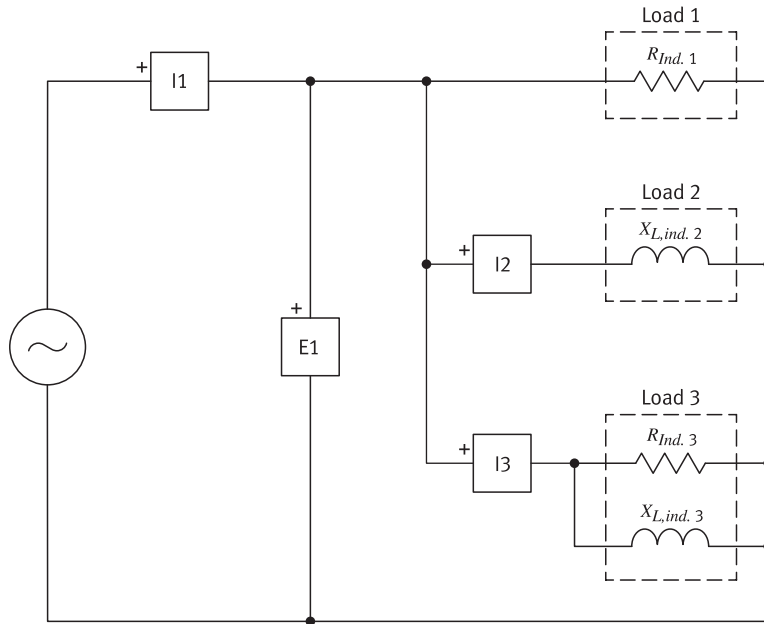 Load 1
R_Ind. 1
+
I1
Load 2
X_L,ind. 2
+
I2
+
E1
Load 3
R_Ind. 3
+
I3
X_L,ind. 3